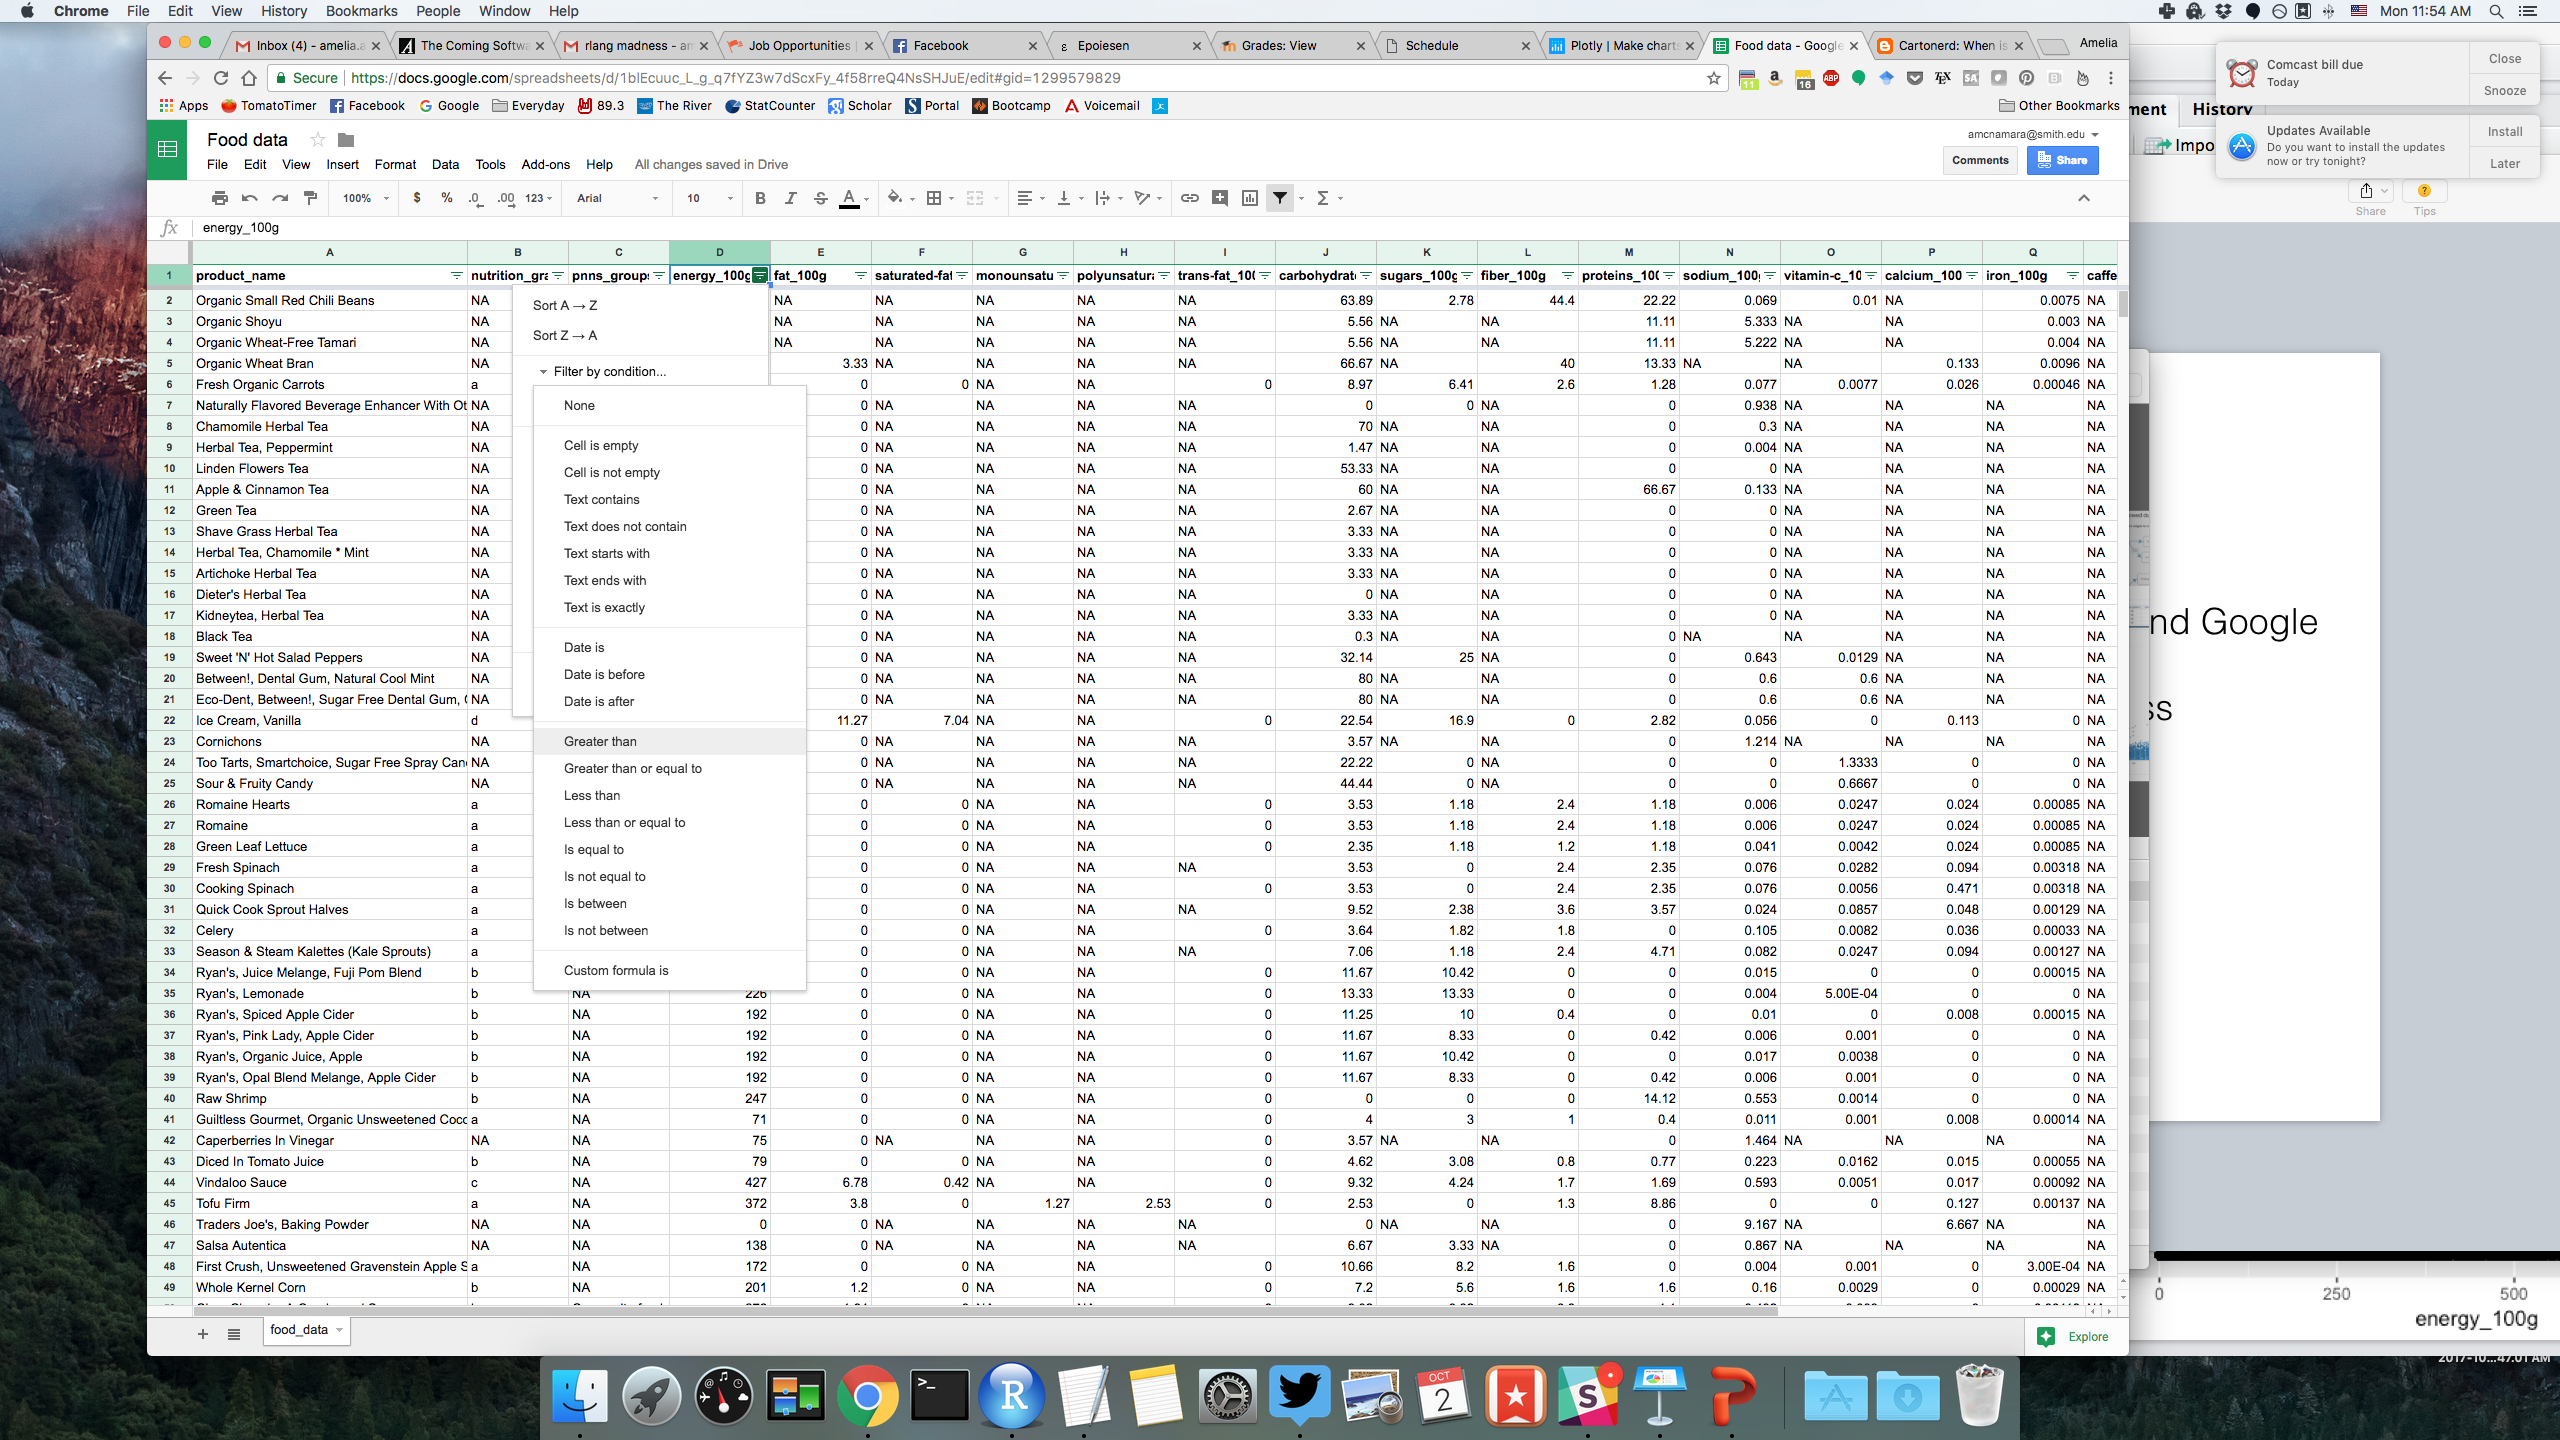 Chrome File Edit View History Bookmarks People Window Help Mon 11:54 AM
Inbox (4) - amelia.a The Coming Softwa rlang madness - am Job Opportunities Facebook Epoiesen Grades: View Schedule Plotly | Make chart Food data - Google Cartonerd: When is Amelia
Secure https://docs.google.com/spreadsheets/d/1blEcuuc_L_g_q7fYZ3w7dScxFy_4f58rreQ4NsSHJuE/edit#gid=1299579829
Apps TomatoTimer Facebook Google Everyday 89.3 The River StatCounter Scholar Portal Bootcamp Voicemail Other Bookmarks
Food data
amcnamara@smith.edu
File Edit View Insert Format Data Tools Add-ons Help All changes saved in Drive
Comments Share
100% $ % .0 .00 123 Arial 10 B I S A
fx energy_100g
A B C D E F G H I J K L M N O P Q
1 product_name nutrition_gra pnns_group energy_100g fat_100g saturated-fat monounsatu polyunsatura trans-fat_100 carbohydrat sugars_100g fiber_100g proteins_100 sodium_100 vitamin-c_10 calcium_100 iron_100g caffe
2 Organic Small Red Chili Beans NA NA NA NA NA NA 63.89 2.78 44.4 22.22 0.069 0.01 NA 0.0075 NA
3 Organic Shoyu NA NA NA NA NA NA 5.56 NA NA 11.11 5.333 NA NA 0.003 NA
4 Organic Wheat-Free Tamari NA NA NA NA NA NA 5.56 NA NA 11.11 5.222 NA NA 0.004 NA
5 Organic Wheat Bran NA 3.33 NA NA NA NA 66.67 NA 40 13.33 NA NA 0.133 0.0096 NA
6 Fresh Organic Carrots a 0 0 NA NA 0 8.97 6.41 2.6 1.28 0.077 0.0077 0.026 0.00046 NA
7 Naturally Flavored Beverage Enhancer With Ot NA 0 NA NA NA NA 0 0 NA 0 0.938 NA NA NA NA
8 Chamomile Herbal Tea NA 0 NA NA NA NA 70 NA NA 0 0.3 NA NA NA NA
9 Herbal Tea, Peppermint NA 0 NA NA NA NA 1.47 NA NA 0 0.004 NA NA NA NA
10 Linden Flowers Tea NA 0 NA NA NA NA 53.33 NA NA 0 0 NA NA NA NA
11 Apple & Cinnamon Tea NA 0 NA NA NA NA 60 NA NA 66.67 0.133 NA NA NA NA
12 Green Tea NA 0 NA NA NA NA 2.67 NA NA 0 0 NA NA NA NA
13 Shave Grass Herbal Tea NA 0 NA NA NA NA 3.33 NA NA 0 0 NA NA NA NA
14 Herbal Tea, Chamomile * Mint NA 0 NA NA NA NA 3.33 NA NA 0 0 NA NA NA NA
15 Artichoke Herbal Tea NA 0 NA NA NA NA 3.33 NA NA 0 0 NA NA NA NA
16 Dieter's Herbal Tea NA 0 NA NA NA NA 0 NA NA 0 0 NA NA NA NA
17 Kidneytea, Herbal Tea NA 0 NA NA NA NA 3.33 NA NA 0 0 NA NA NA NA
18 Black Tea NA 0 NA NA NA NA 0.3 NA NA 0 NA NA NA NA NA
19 Sweet 'N' Hot Salad Peppers NA 0 NA NA NA NA 32.14 25 NA 0 0.643 0.0129 NA NA NA
20 Between!, Dental Gum, Natural Cool Mint NA 0 NA NA NA NA 80 NA NA 0 0.6 0.6 NA NA NA
21 Eco-Dent, Between!, Sugar Free Dental Gum, NA 0 NA NA NA NA 80 NA NA 0 0.6 0.6 NA NA NA
22 Ice Cream, Vanilla d 11.27 7.04 NA NA 0 22.54 16.9 0 2.82 0.056 0 0.113 0 NA
23 Cornichons NA 0 NA NA NA NA 3.57 NA NA 0 1.214 NA NA NA NA
24 Too Tarts, Smartchoice, Sugar Free Spray Can NA 0 NA NA NA NA 22.22 0 NA 0 0 1.3333 0 0 NA
25 Sour & Fruity Candy NA 0 NA NA NA NA 44.44 0 NA 0 0 0.6667 0 0 NA
26 Romaine Hearts a 0 0 NA NA 0 3.53 1.18 2.4 1.18 0.006 0.0247 0.024 0.00085 NA
27 Romaine a 0 0 NA NA 0 3.53 1.18 2.4 1.18 0.006 0.0247 0.024 0.00085 NA
28 Green Leaf Lettuce a 0 0 NA NA 0 2.35 1.18 1.2 1.18 0.041 0.0042 0.024 0.00085 NA
29 Fresh Spinach a 0 0 NA NA NA 3.53 0 2.4 2.35 0.076 0.0282 0.094 0.00318 NA
30 Cooking Spinach a 0 0 NA NA 0 3.53 0 2.4 2.35 0.076 0.0056 0.471 0.00318 NA
31 Quick Cook Sprout Halves a 0 0 NA NA NA 9.52 2.38 3.6 3.57 0.024 0.0857 0.048 0.00129 NA
32 Celery a 0 0 NA NA 0 3.64 1.82 1.8 0 0.105 0.0082 0.036 0.00033 NA
33 Season & Steam Kalettes (Kale Sprouts) a 0 0 NA NA NA 7.06 1.18 2.4 4.71 0.082 0.0247 0.094 0.00127 NA
34 Ryan's, Juice Melange, Fuji Pom Blend b 0 0 NA NA 0 11.67 10.42 0 0 0.015 0 0 0.00015 NA
35 Ryan's, Lemonade b NA 226 0 0 NA NA 0 13.33 13.33 0 0 0.004 5.00E-04 0 0 NA
36 Ryan's, Spiced Apple Cider b NA 192 0 0 NA NA 0 11.25 10 0.4 0 0.01 0 0.008 0.00015 NA
37 Ryan's, Pink Lady, Apple Cider b NA 192 0 0 NA NA 0 11.67 8.33 0 0.42 0.006 0.001 0 0 NA
38 Ryan's, Organic Juice, Apple b NA 192 0 0 NA NA 0 11.67 10.42 0 0 0.017 0.0038 0 0 NA
39 Ryan's, Opal Blend Melange, Apple Cider b NA 192 0 0 NA NA 0 11.67 8.33 0 0.42 0.006 0.001 0 0 NA
40 Raw Shrimp b NA 247 0 0 NA NA 0 0 0 0 14.12 0.553 0.0014 0 0 NA
41 Guiltless Gourmet, Organic Unsweetened Coco a NA 71 0 0 NA NA 0 4 3 1 0.4 0.011 0.001 0.008 0.00014 NA
42 Caperberries In Vinegar NA NA 75 0 NA NA NA 0 3.57 NA NA 0 1.464 NA NA NA NA
43 Diced In Tomato Juice b NA 79 0 0 NA NA 0 4.62 3.08 0.8 0.77 0.223 0.0162 0.015 0.00055 NA
44 Vindaloo Sauce c NA 427 6.78 0.42 NA NA 0 9.32 4.24 1.7 1.69 0.593 0.0051 0.017 0.00092 NA
45 Tofu Firm a NA 372 3.8 0 1.27 2.53 0 2.53 0 1.3 8.86 0 0 0.127 0.00137 NA
46 Traders Joe's, Baking Powder NA NA 0 0 NA NA NA NA 0 NA NA 0 9.167 NA 6.667 NA NA
47 Salsa Autentica NA NA 138 0 NA NA NA NA 6.67 3.33 NA 0 0.867 NA NA NA NA
48 First Crush, Unsweetened Gravenstein Apple S a NA 172 0 0 NA NA 0 10.66 8.2 1.6 0 0.004 0.001 0 3.00E-04 NA
49 Whole Kernel Corn b NA 201 1.2 0 NA NA 0 7.2 5.6 1.6 1.6 0.16 0.0029 0 0.00029 NA
Sort A → Z
Sort Z → A
Filter by condition...
None
Cell is empty
Cell is not empty
Text contains
Text does not contain
Text starts with
Text ends with
Text is exactly
Date is
Date is before
Date is after
Greater than
Greater than or equal to
Less than
Less than or equal to
Is equal to
Is not equal to
Is between
Is not between
Custom formula is
food_data
Explore
Comcast bill due
Today
Close
Snooze
Updates Available
Do you want to install the updates
now or try tonight?
Install
Later
ment History
Impo
Share Tips
nd Google
ss
0 250 500
energy_100g
2017-10...47.01 AM
OCT
2